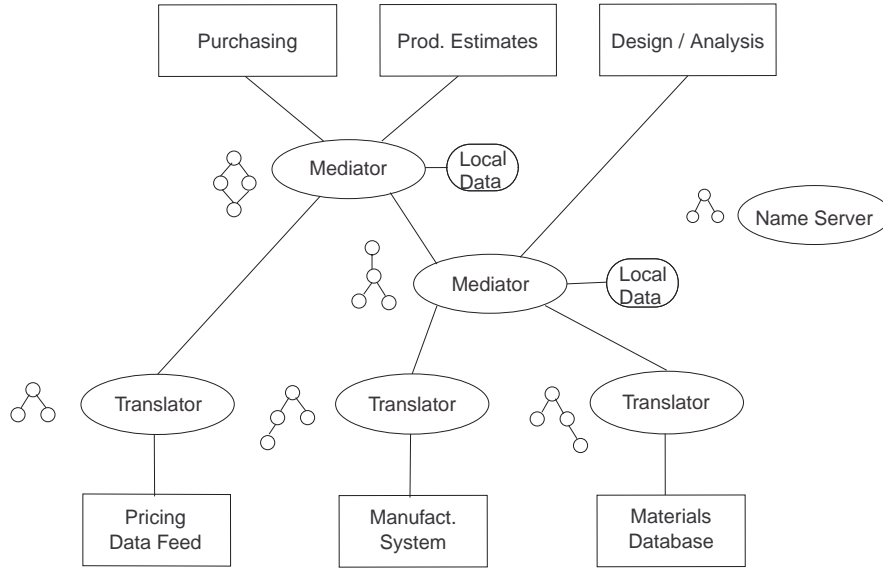 Purchasing
Prod. Estimates
Design / Analysis
Mediator
Local
Data
Name Server
Mediator
Local
Data
Translator
Translator
Translator
Pricing
Data Feed
Manufact.
System
Materials
Database